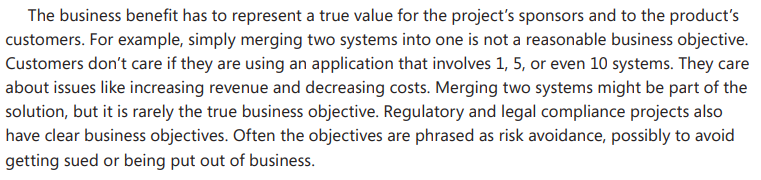 The business benefit has to represent a true value for the project’s sponsors and to the product’s
customers. For example, simply merging two systems into one is not a reasonable business objective.
Customers don’t care if they are using an application that involves 1, 5, or even 10 systems. They care
about issues like increasing revenue and decreasing costs. Merging two systems might be part of the
solution, but it is rarely the true business objective. Regulatory and legal compliance projects also
have clear business objectives. Often the objectives are phrased as risk avoidance, possibly to avoid
getting sued or being put out of business.